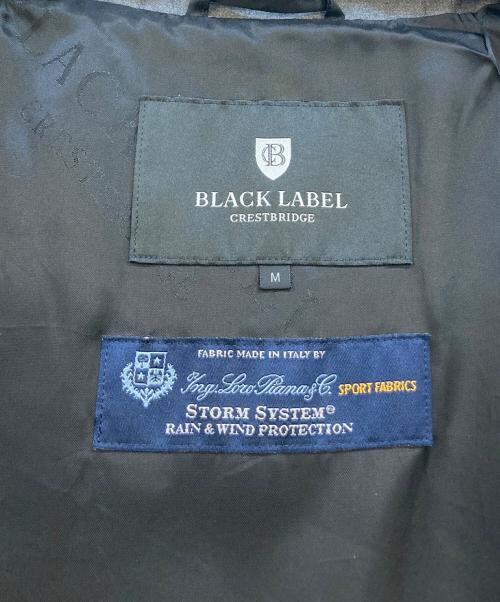 BLACK LABEL
CRESTBRIDGE
M
FABRIC MADE IN ITALY BY
Ing. Loro Piana & C. SPORT FABRICS
STORM SYSTEM®
RAIN & WIND PROTECTION